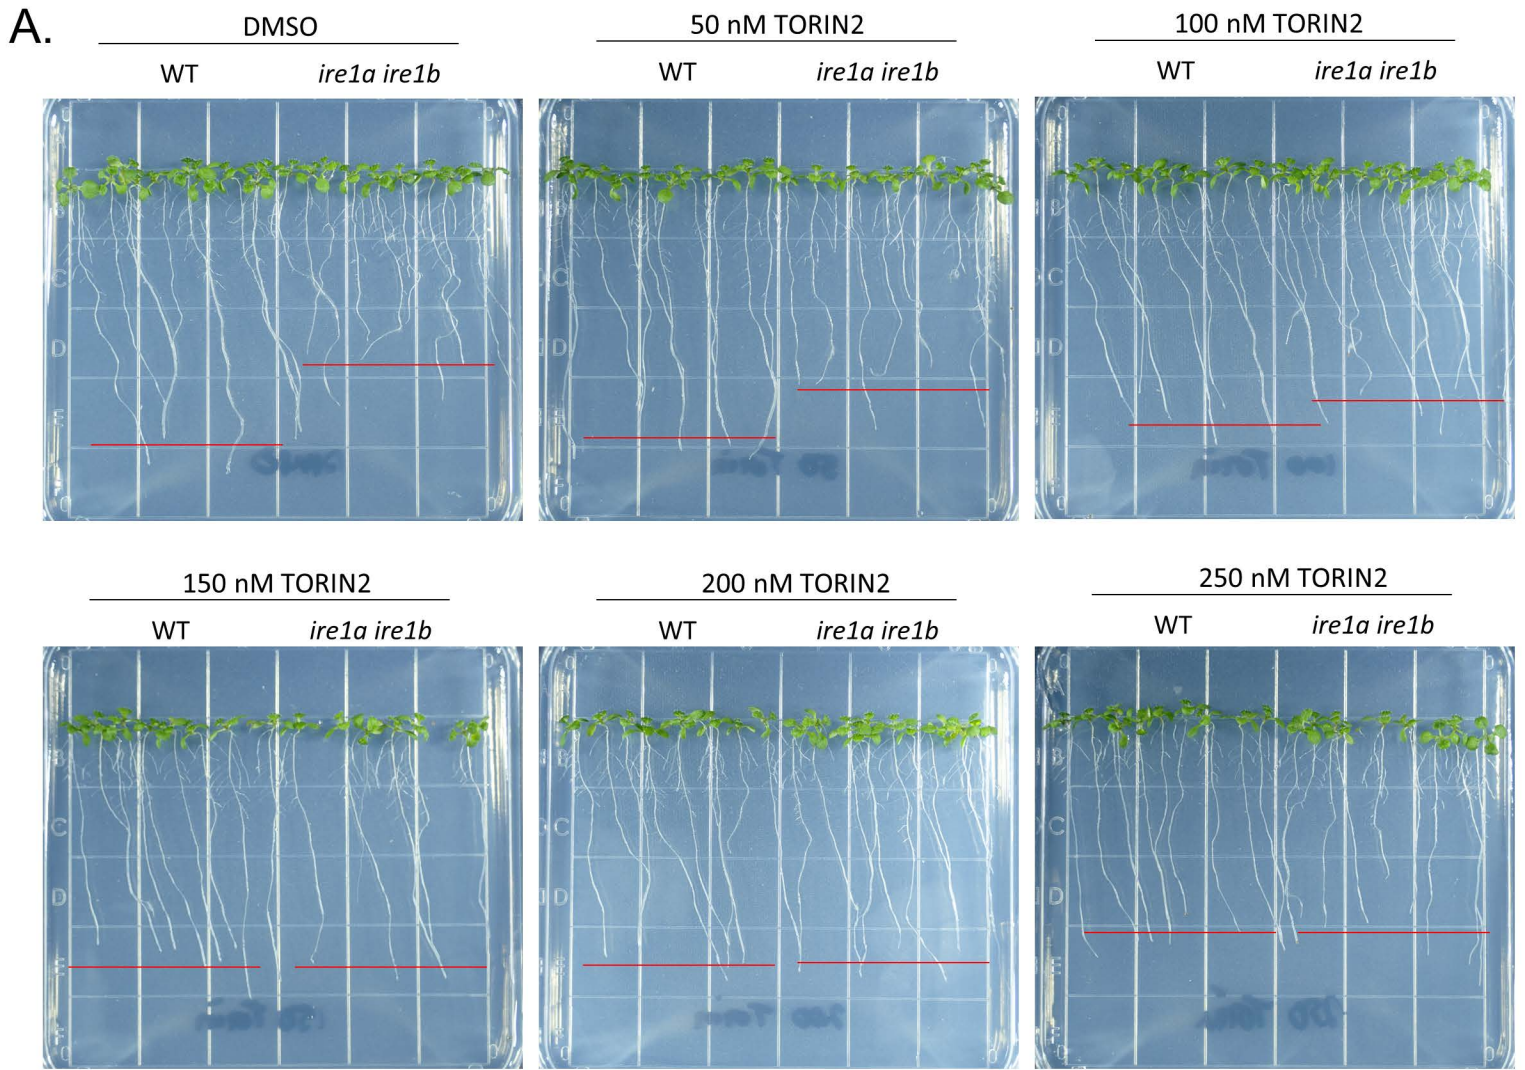 A.
DMSO
WT ire1a ire1b
50 nM TORIN2
WT ire1a ire1b
100 nM TORIN2
WT ire1a ire1b
B
C
D
E
B
C
D
E
B
C
D
E
150 nM TORIN2
WT ire1a ire1b
200 nM TORIN2
WT ire1a ire1b
250 nM TORIN2
WT ire1a ire1b
B
C
D
E
F
B
C
D
E
B
C
D
E